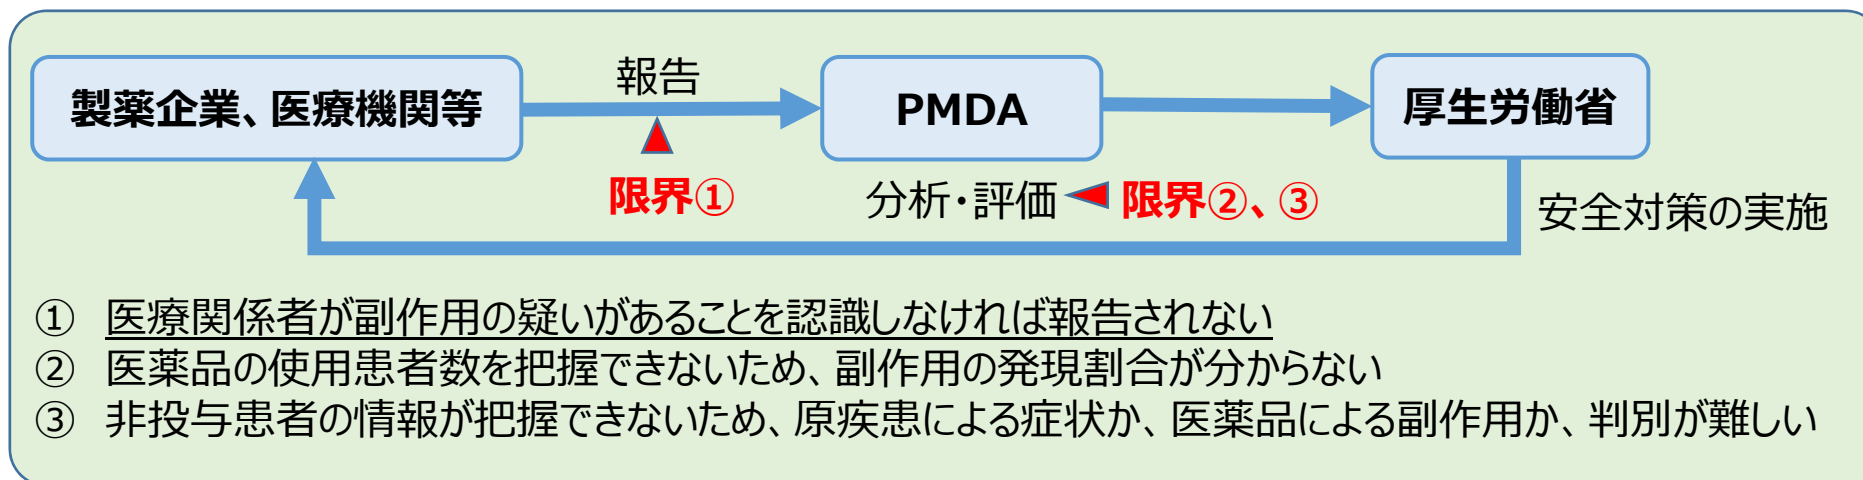 報告
製薬企業、医療機関等
PMDA
厚生労働省
限界①
分析・評価
限界②、③
安全対策の実施
① 医療関係者が副作用の疑いがあることを認識しなければ報告されない
② 医薬品の使用患者数を把握できないため、副作用の発現割合が分からない
③ 非投与患者の情報が把握できないため、原疾患による症状か、医薬品による副作用か、判別が難しい